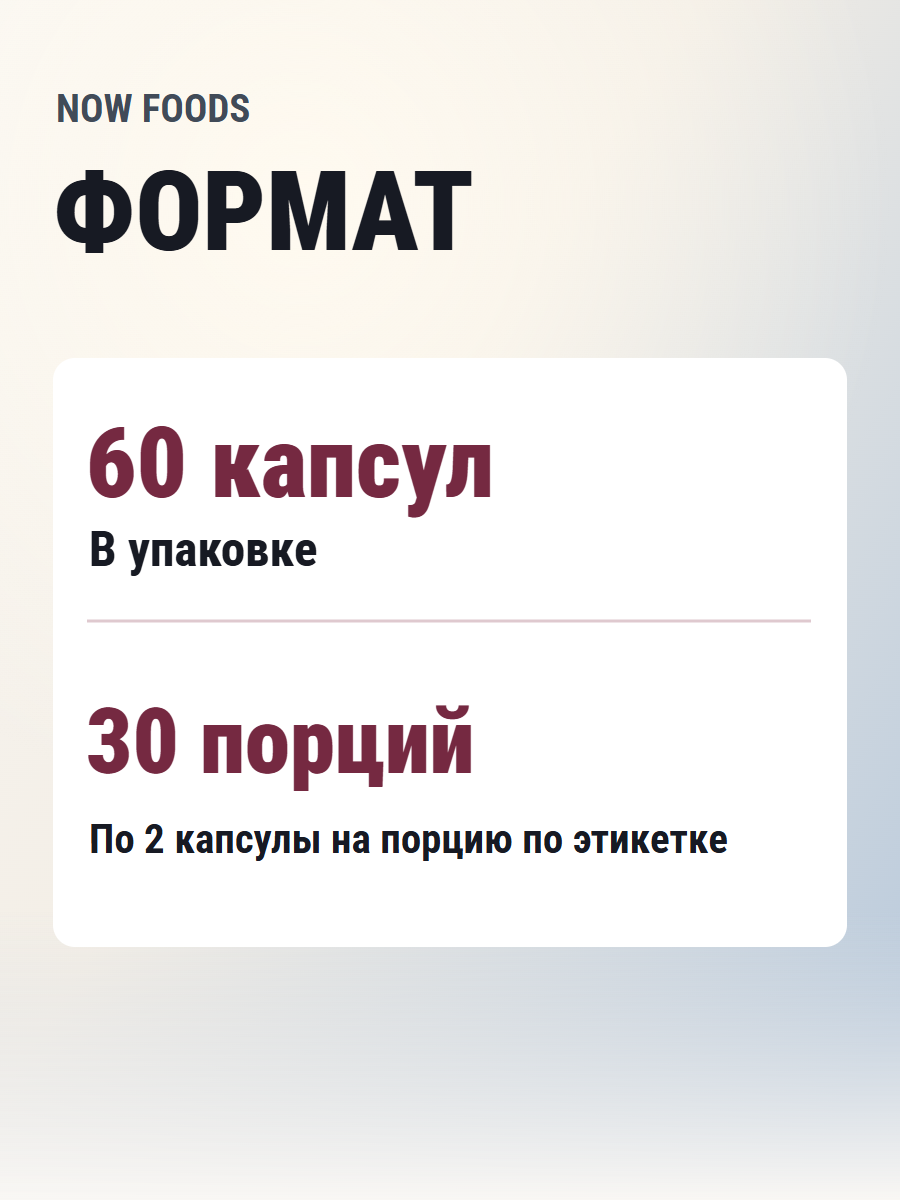 NOW FOODS
ФОРМАТ
60 капсул
В упаковке
30 порций
По 2 капсулы на порцию по этикетке